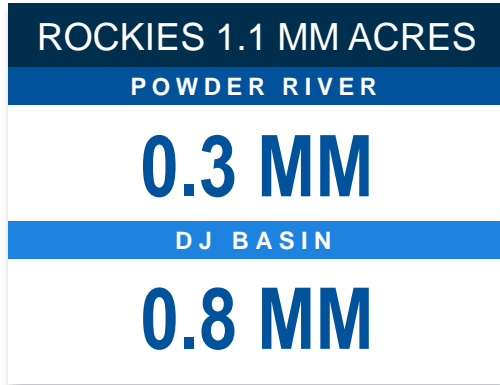 ROCKIES 1.1 MM ACRES
POWDER RIVER
0.3 MM
DJ BASIN
0.8 MM